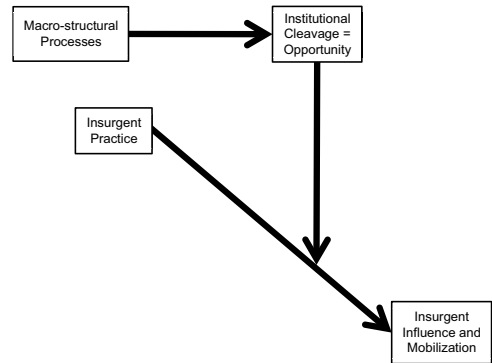 Macro-structural
Processes
Institutional
Cleavage =
Opportunity
Insurgent
Practice
Insurgent
Influence and
Mobilization